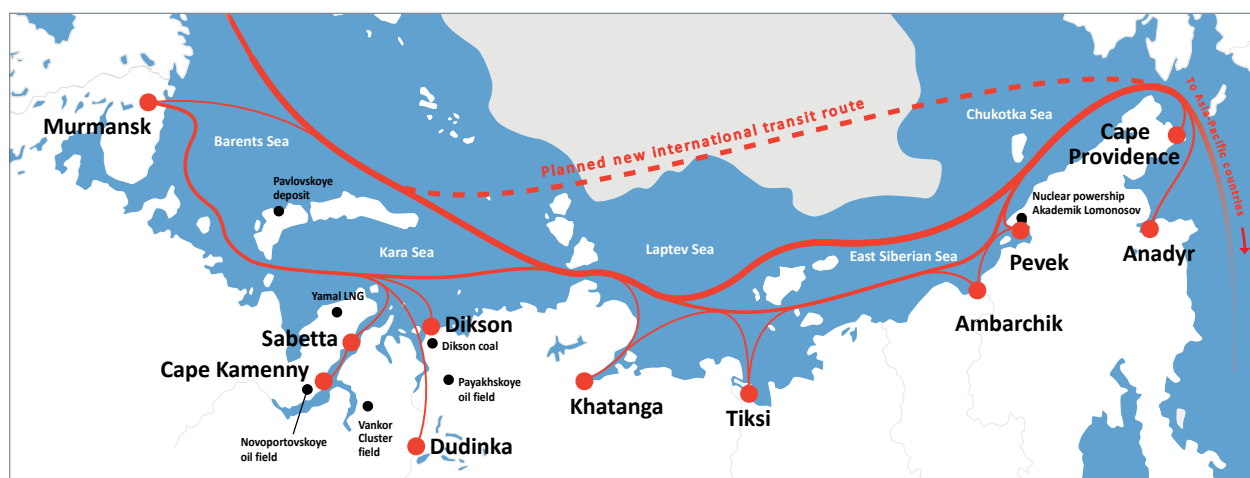 Murmansk
Barents Sea
Planned new international transit route
Chukotka Sea
To Asia-Pacific countries
Cape
Providence
Pavlovskoye
deposit
Nuclear powership
Akademik Lomonosov
Kara Sea
Laptev Sea
East Siberian Sea
Pevek
Anadyr
Yamal LNG
Sabetta
Dikson
Dikson coal
Ambarchik
Cape Kamenny
Payakhskoye
oil field
Khatanga
Tiksi
Novoportovskoye
oil field
Vankor
Cluster
field
Dudinka